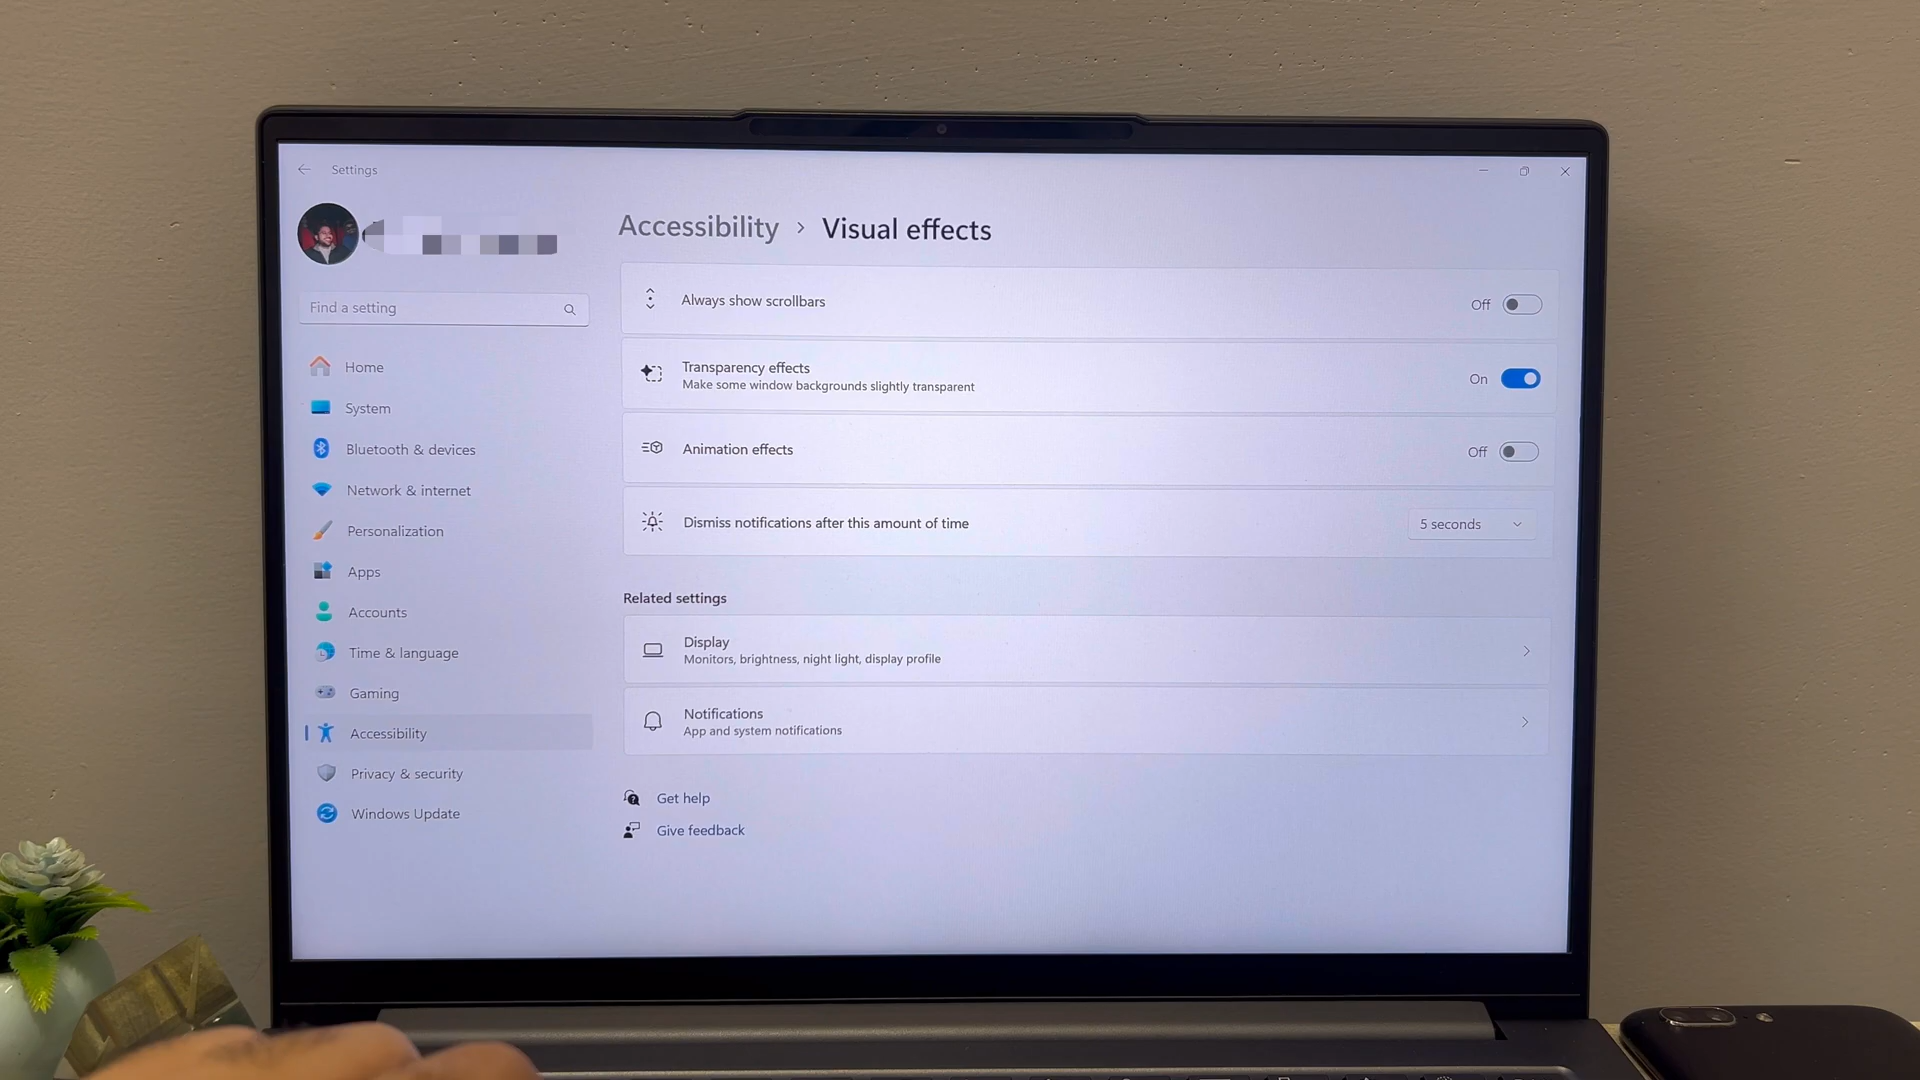 Settings
Accessibility › Visual effects
Find a setting
Home
System
Bluetooth & devices
Network & internet
Personalization
Apps
Accounts
Time & language
Gaming
Accessibility
Privacy & security
Windows Update
Always show scrollbars
Off
Transparency effects
Make some window backgrounds slightly transparent
On
Animation effects
Off
Dismiss notifications after this amount of time
5 seconds
Related settings
Display
Monitors, brightness, night light, display profile
Notifications
App and system notifications
Get help
Give feedback